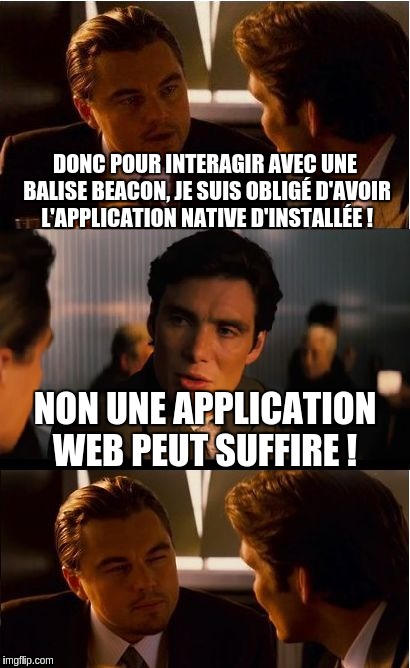 DONC POUR INTERAGIR AVEC UNE
BALISE BEACON, JE SUIS OBLIGÉ D'AVOIR
L'APPLICATION NATIVE D'INSTALLÉE !
NON UNE APPLICATION
WEB PEUT SUFFIRE !
imgflip.com